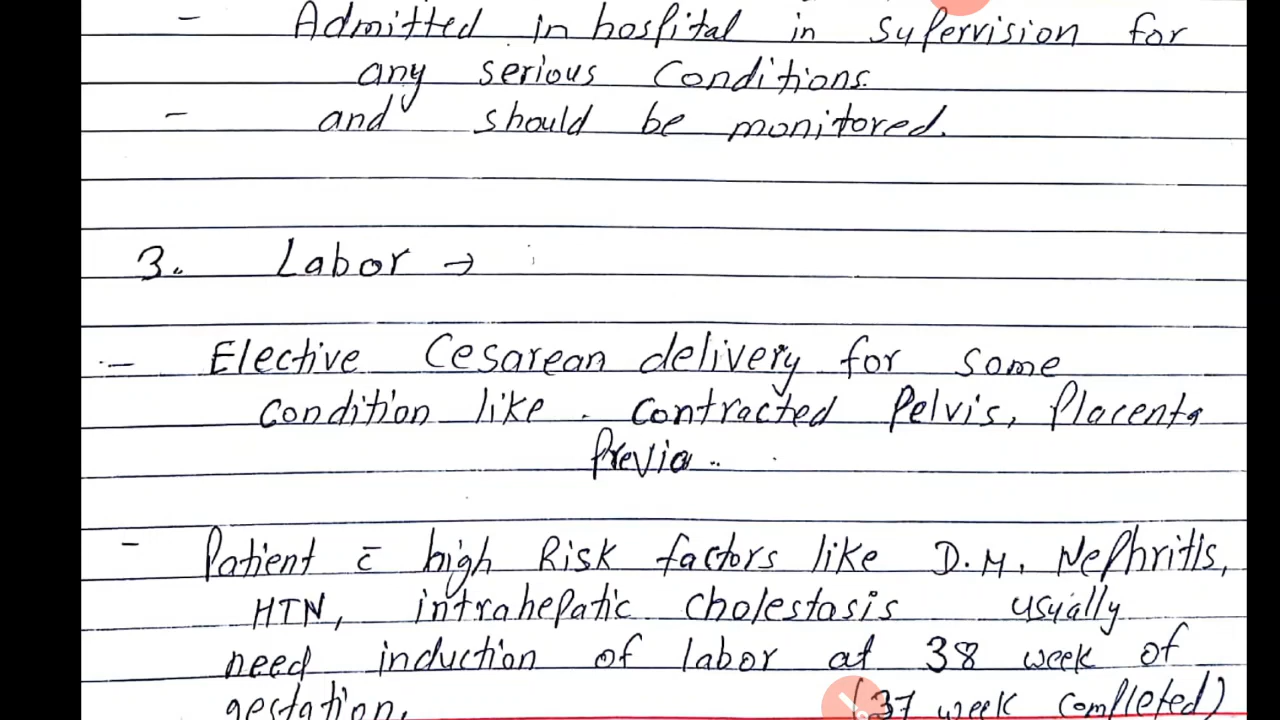 - Admitted in hospital in supervision for
any serious conditions.
- and should be monitored.
3. Labor →
- Elective Cesarean delivery for some
condition like contracted Pelvis, Placenta
Previa..
- Patient c̄ high Risk factors like D.M, Nephritis,
HTN, intrahepatic cholestasis usually
need induction of labor at 38 week of
gestation. (37 week completed)